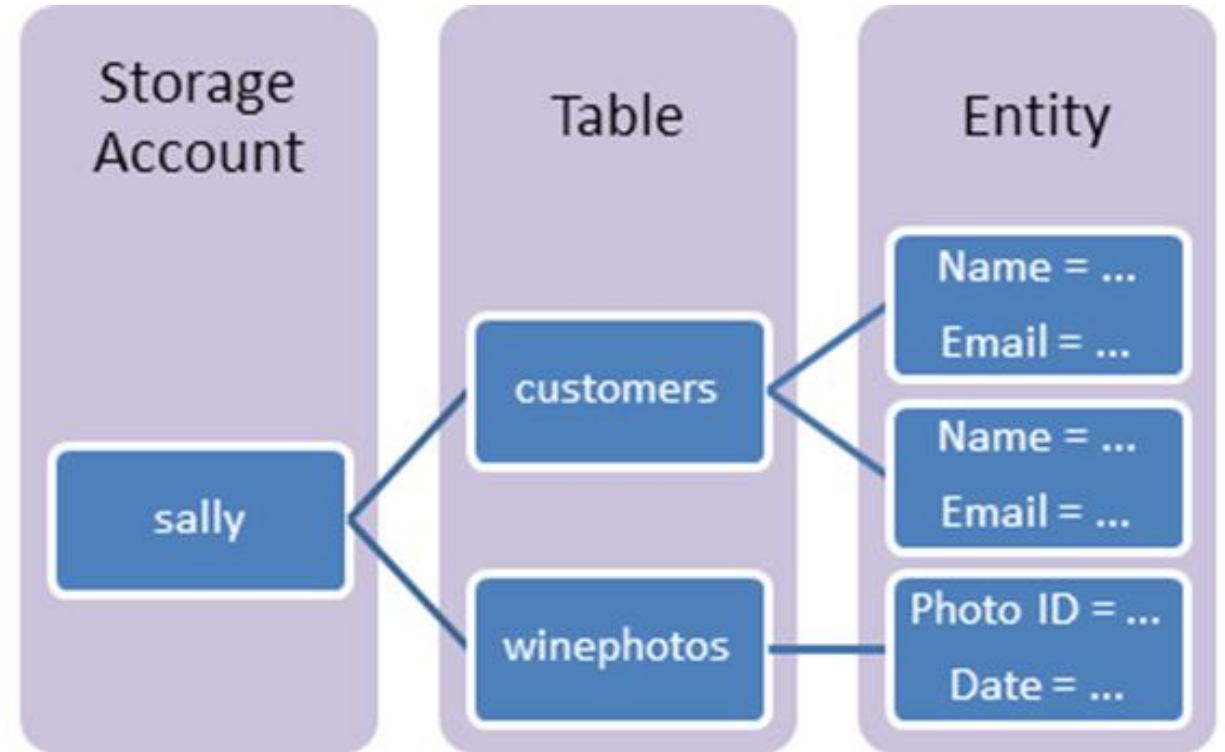 Storage
Account
Table
Entity
sally
customers
winephotos
Name = ...
Email = ...
Name = ...
Email = ...
Photo ID = ...
Date = ...